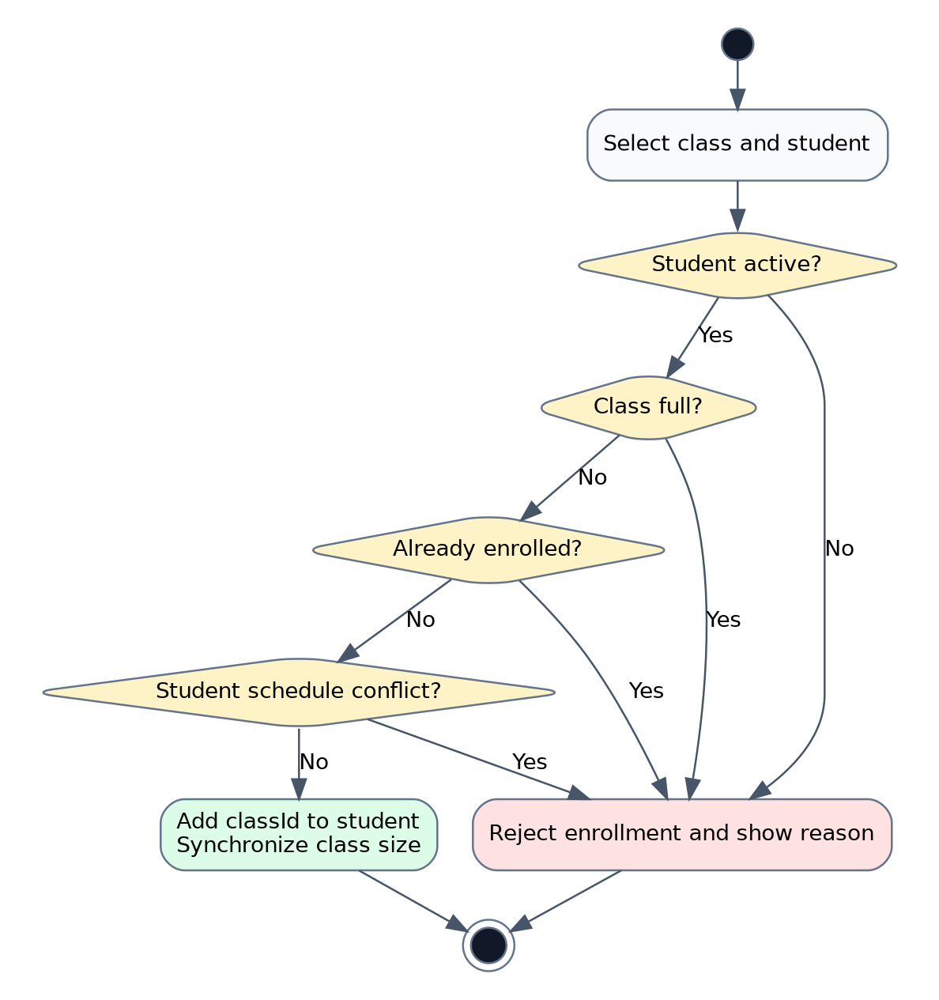 Select class and student
Student active?
Yes
Class full?
No
Already enrolled?
No
No
Yes
Yes
Student schedule conflict?
No
Yes
Add classId to student
Synchronize class size
Reject enrollment and show reason